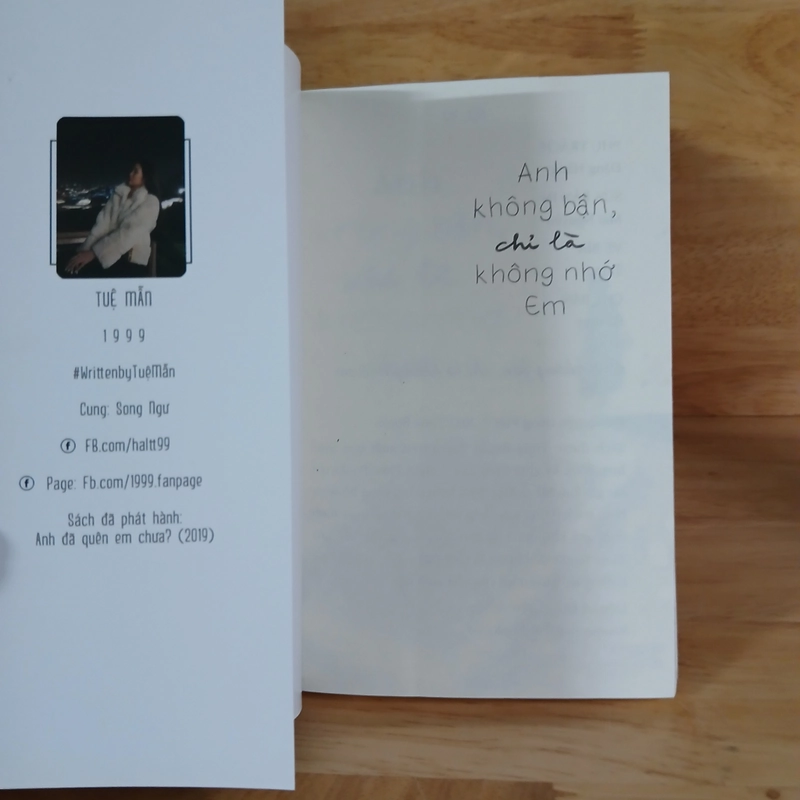 TUỆ MẪN
1999
#WrittenbyTuệMẫn
Cung: Song Ngư
FB.com/haltt99
Page: Fb.com/1999.fanpage
Sách đã phát hành:
Anh đã quên em chưa? (2019)
Anh
không bận,
chỉ là
không nhớ
Em